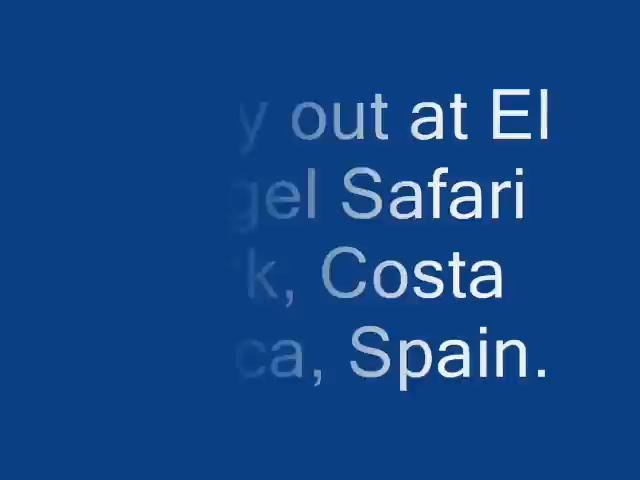 y out at El
gel Safari
k, Costa
ca, Spain.